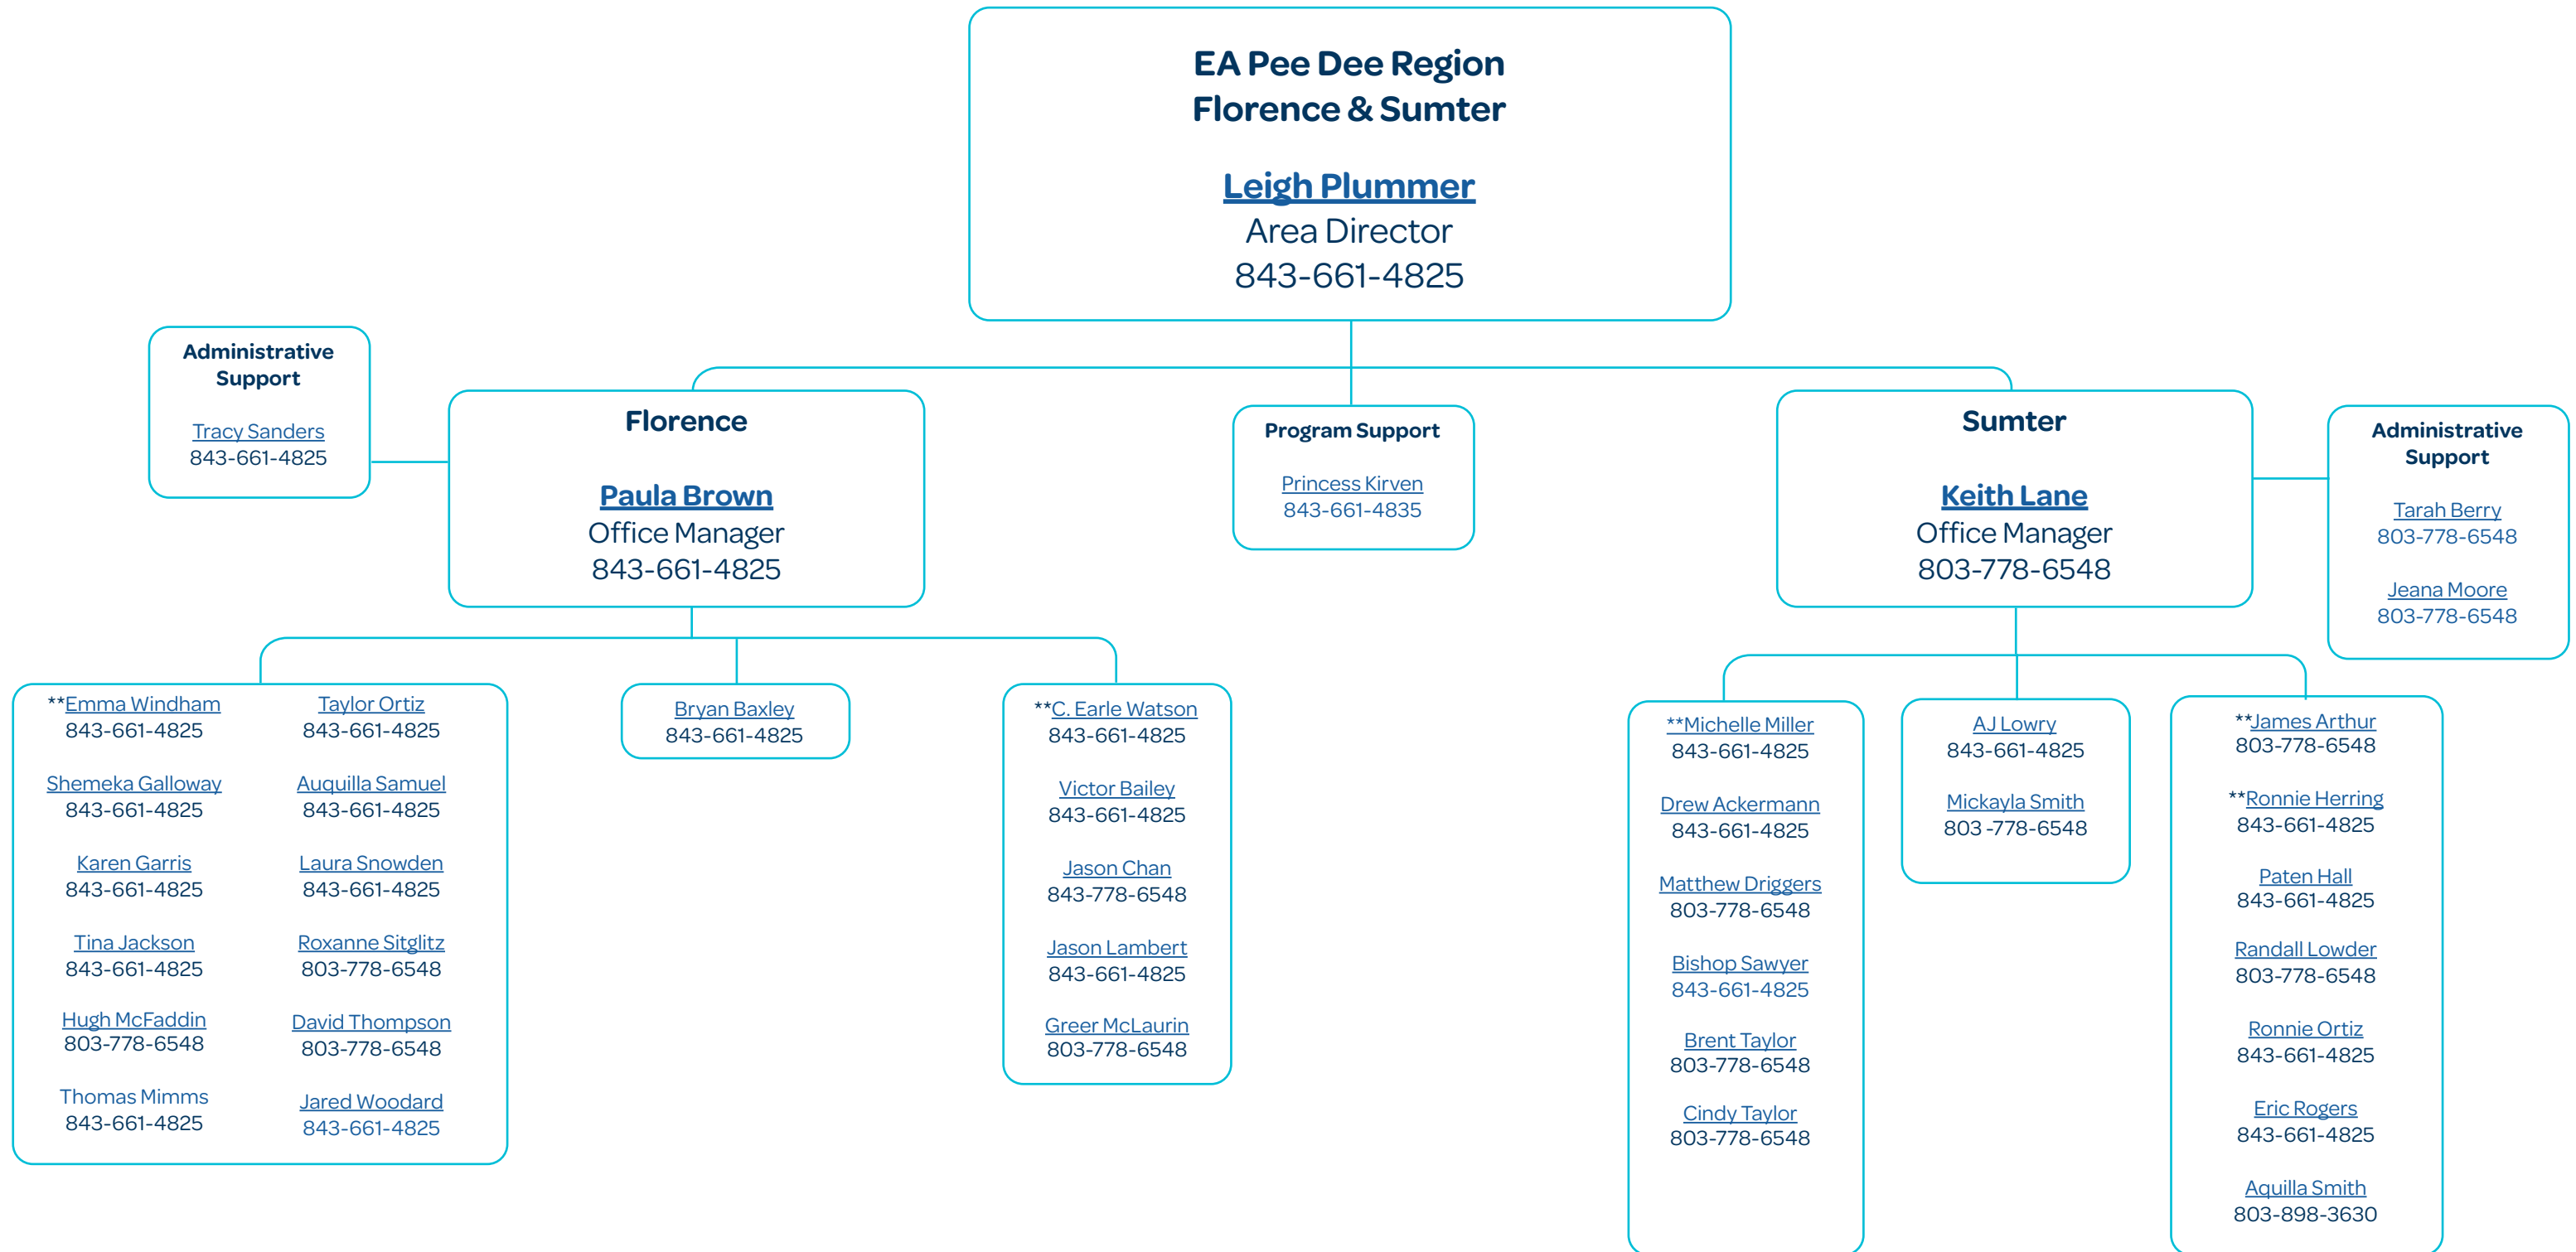 EA Pee Dee Region
Florence & Sumter
Leigh Plummer
Area Director
843-661-4825
Administrative
Support
Tracy Sanders
843-661-4825
Florence
Paula Brown
Office Manager
843-661-4825
Program Support
Princess Kirven
843-661-4835
Sumter
Keith Lane
Office Manager
803-778-6548
Administrative
Support
Tarah Berry
803-778-6548
Jeana Moore
803-778-6548
**Emma Windham
843-661-4825
Shemeka Galloway
843-661-4825
Karen Garris
843-661-4825
Tina Jackson
843-661-4825
Hugh McFaddin
803-778-6548
Thomas Mimms
843-661-4825
Taylor Ortiz
843-661-4825
Auquilla Samuel
843-661-4825
Laura Snowden
843-661-4825
Roxanne Sitglitz
803-778-6548
David Thompson
803-778-6548
Jared Woodard
843-661-4825
Bryan Baxley
843-661-4825
**C. Earle Watson
843-661-4825
Victor Bailey
843-661-4825
Jason Chan
843-778-6548
Jason Lambert
843-661-4825
Greer McLaurin
803-778-6548
**Michelle Miller
843-661-4825
Drew Ackermann
843-661-4825
Matthew Driggers
803-778-6548
Bishop Sawyer
843-661-4825
Brent Taylor
803-778-6548
Cindy Taylor
803-778-6548
AJ Lowry
843-661-4825
Mickayla Smith
803 -778-6548
**James Arthur
803-778-6548
**Ronnie Herring
843-661-4825
Paten Hall
843-661-4825
Randall Lowder
803-778-6548
Ronnie Ortiz
843-661-4825
Eric Rogers
843-661-4825
Aquilla Smith
803-898-3630